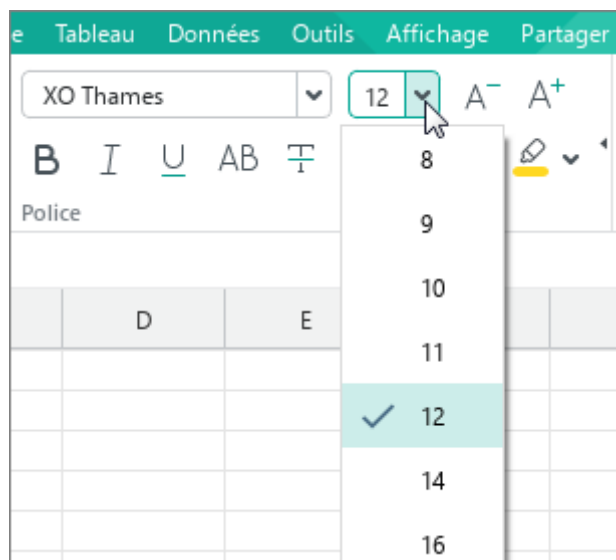 e Tableau Données Outils Affichage Partager
XO Thames 12 A− A+
B I U AB T
Police
8
9
10
11
12
14
16
D E